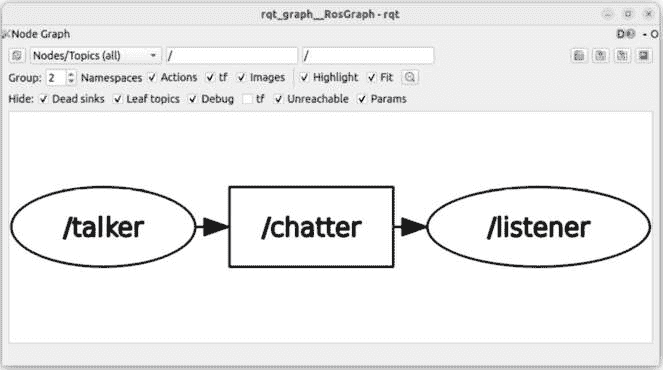 rqt_graph__RosGraph - rqt
Node Graph
D - O
Nodes/Topics (all) / /
Group: 2 Namespaces Actions tf Images Highlight Fit
Hide: Dead sinks Leaf topics Debug tf Unreachable Params
/talker /chatter /listener